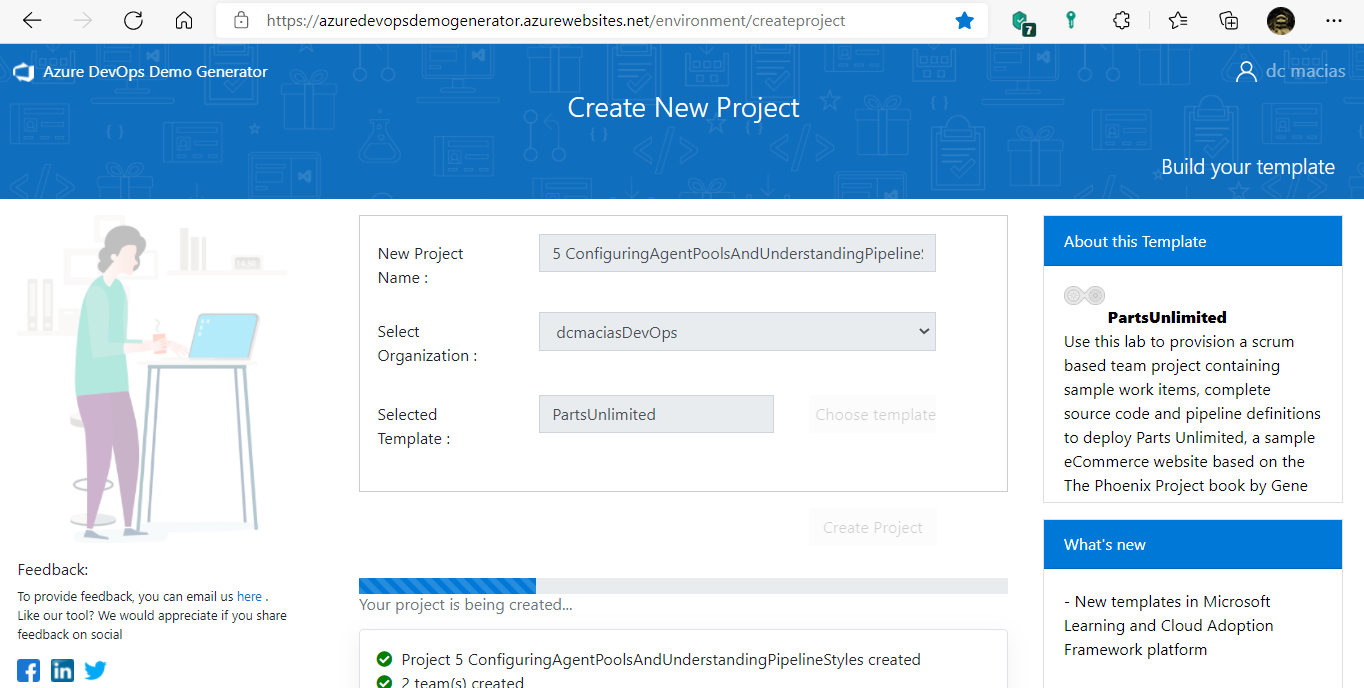 https://azuredevopsdemogenerator.azurewebsites.net/environment/createproject
7
Azure DevOps Demo Generator
dc macias
Create New Project
Build your template
New Project
Name :
5 ConfiguringAgentPoolsAndUnderstandingPipeline
Select
Organization :
dcmaciasDevOps
Selected
Template :
PartsUnlimited
Choose template
Create Project
Your project is being created...
Project 5 ConfiguringAgentPoolsAndUnderstandingPipelineStyles created
2 team(s) created
About this Template
PartsUnlimited
Use this lab to provision a scrum
based team project containing
sample work items, complete
source code and pipeline definitions
to deploy Parts Unlimited, a sample
eCommerce website based on the
The Phoenix Project book by Gene
What's new
- New templates in Microsoft
Learning and Cloud Adoption
Framework platform
Feedback:
To provide feedback, you can email us here .
Like our tool? We would appreciate if you share
feedback on social